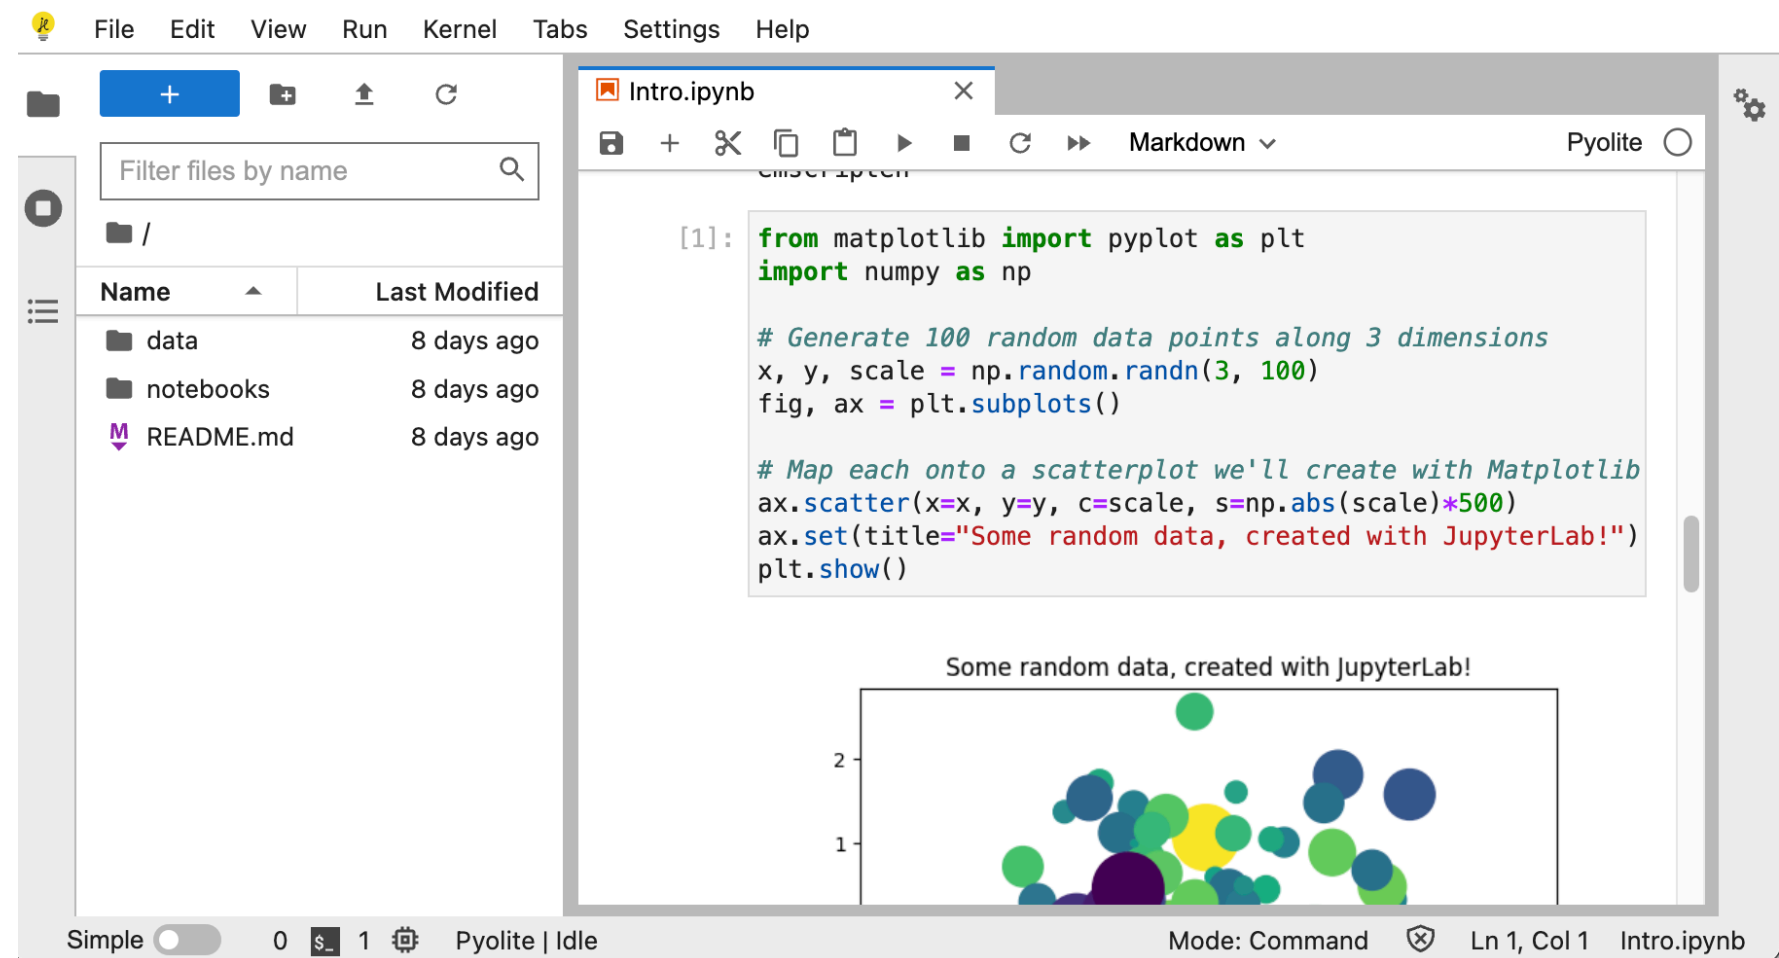 File Edit View Run Kernel Tabs Settings Help
+
Filter files by name
/
Name Last Modified
data 8 days ago
notebooks 8 days ago
README.md 8 days ago
Intro.ipynb
Markdown Pyolite
emscripten
[1]:
from matplotlib import pyplot as plt
import numpy as np
# Generate 100 random data points along 3 dimensions
x, y, scale = np.random.randn(3, 100)
fig, ax = plt.subplots()
# Map each onto a scatterplot we'll create with Matplotlib
ax.scatter(x=x, y=y, c=scale, s=np.abs(scale)*500)
ax.set(title="Some random data, created with JupyterLab!")
plt.show()
Some random data, created with JupyterLab!
2
1
Simple 0 $_ 1 Pyolite | Idle Mode: Command Ln 1, Col 1 Intro.ipynb